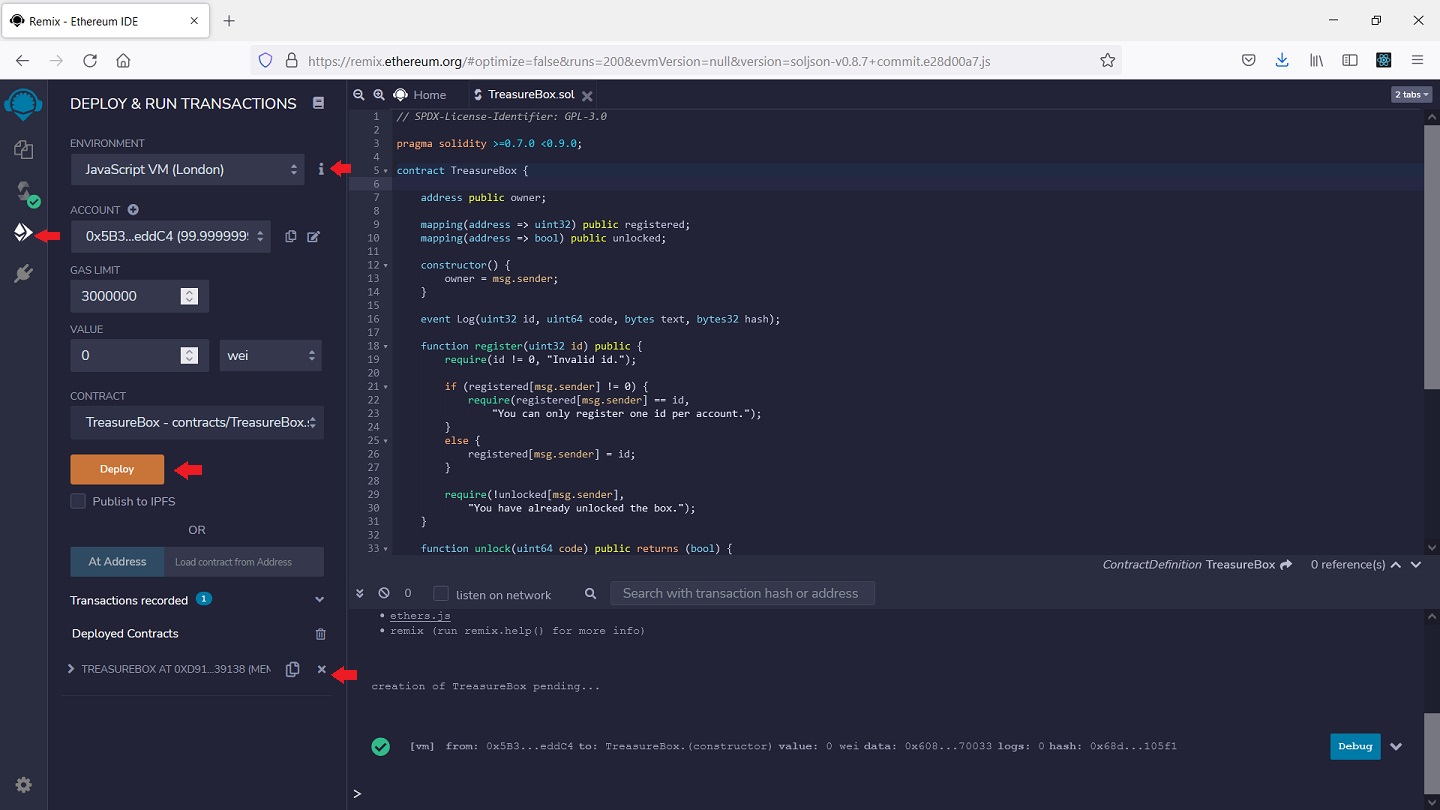 Remix - Ethereum IDE
https://remix.ethereum.org/#optimize=false&runs=200&evmVersion=null&version=soljson-v0.8.7+commit.e28d00a7.js
DEPLOY & RUN TRANSACTIONS
ENVIRONMENT
JavaScript VM (London)
ACCOUNT
0x5B3...eddC4 (99.9999999
GAS LIMIT
3000000
VALUE
0
wei
CONTRACT
TreasureBox - contracts/TreasureBox.s
Deploy
Publish to IPFS
OR
At Address
Load contract from Address
Transactions recorded 1
Deployed Contracts
TREASUREBOX AT 0XD91...39138 (MEM
Home
TreasureBox.sol
2 tabs
1 // SPDX-License-Identifier: GPL-3.0
2
3 pragma solidity >=0.7.0 <0.9.0;
4
5 contract TreasureBox {
6
7 address public owner;
8
9 mapping(address => uint32) public registered;
10 mapping(address => bool) public unlocked;
11
12 constructor() {
13 owner = msg.sender;
14 }
15
16 event Log(uint32 id, uint64 code, bytes text, bytes32 hash);
17
18 function register(uint32 id) public {
19 require(id != 0, "Invalid id.");
20
21 if (registered[msg.sender] != 0) {
22 require(registered[msg.sender] == id,
23 "You can only register one id per account.");
24 }
25 else {
26 registered[msg.sender] = id;
27 }
28
29 require(!unlocked[msg.sender],
30 "You have already unlocked the box.");
31 }
32
33 function unlock(uint64 code) public returns (bool) {
ContractDefinition TreasureBox 0 reference(s)
0 listen on network Search with transaction hash or address
• ethers.js
• remix (run remix.help() for more info)
creation of TreasureBox pending...
[vm] from: 0x5B3...eddC4 to: TreasureBox.(constructor) value: 0 wei data: 0x608...70033 logs: 0 hash: 0x68d...105f1
Debug
>